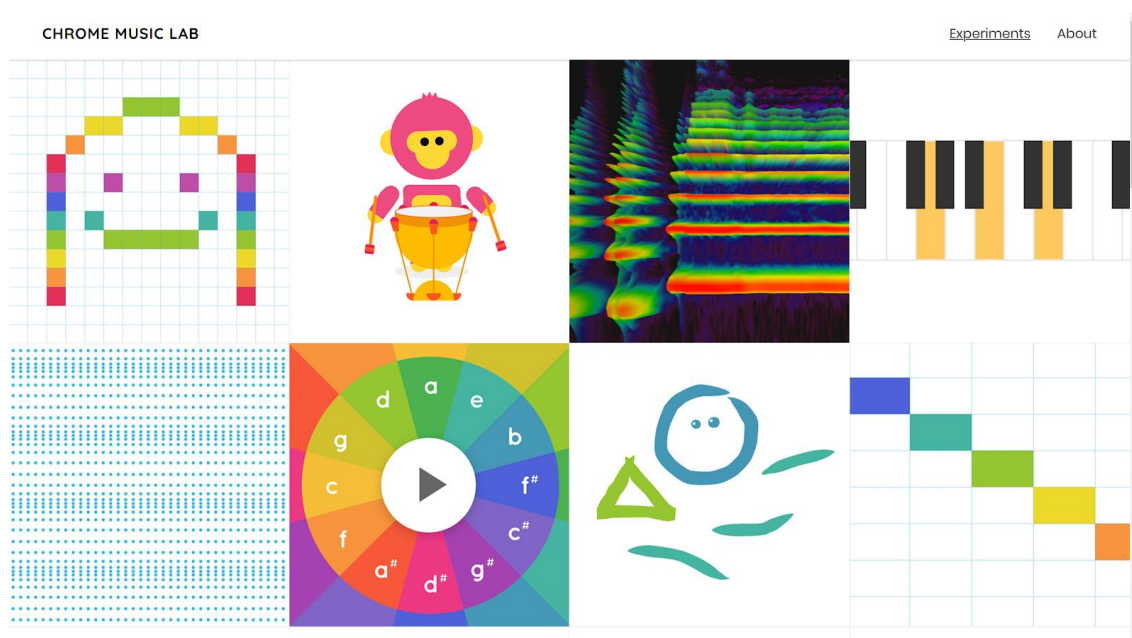 CHROME MUSIC LAB
Experiments About
a
d e
g b
c f#
f c#
a# g#
d#